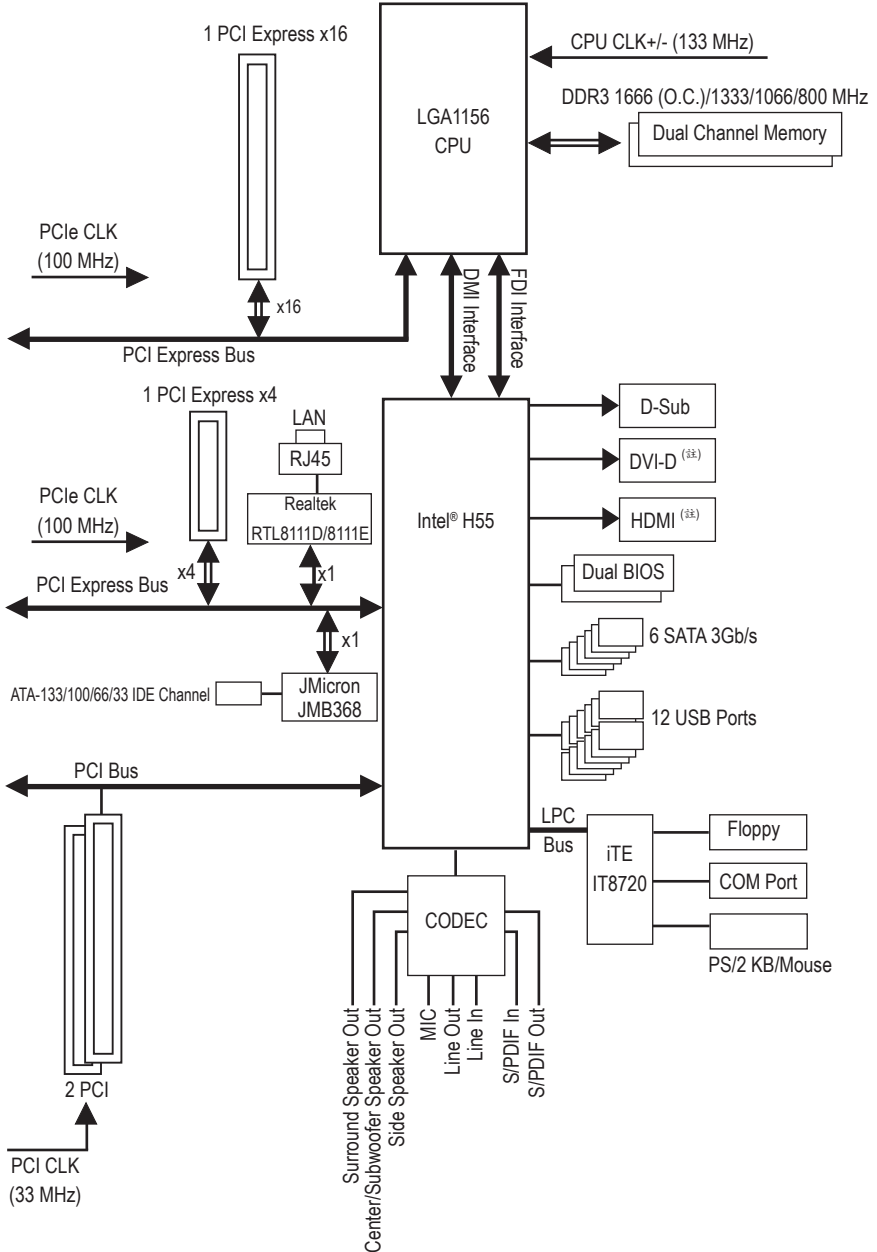 1 PCI Express x16
CPU CLK+/- (133 MHz)
DDR3 1666 (O.C.)/1333/1066/800 MHz
LGA1156
CPU
Dual Channel Memory
PCIe CLK
(100 MHz)
x16
DMI Interface
FDI Interface
PCI Express Bus
1 PCI Express x4
LAN
RJ45
D-Sub
Realtek
RTL8111D/8111E
DVI-D (註)
PCIe CLK
(100 MHz)
Intel® H55
HDMI (註)
x4
x1
PCI Express Bus
Dual BIOS
x1
6 SATA 3Gb/s
ATA-133/100/66/33 IDE Channel
JMicron
JMB368
12 USB Ports
PCI Bus
LPC
Bus
iTE
IT8720
Floppy
COM Port
PS/2 KB/Mouse
CODEC
Surround Speaker Out
Center/Subwoofer Speaker Out
Side Speaker Out
MIC
Line Out
Line In
S/PDIF In
S/PDIF Out
2 PCI
PCI CLK
(33 MHz)